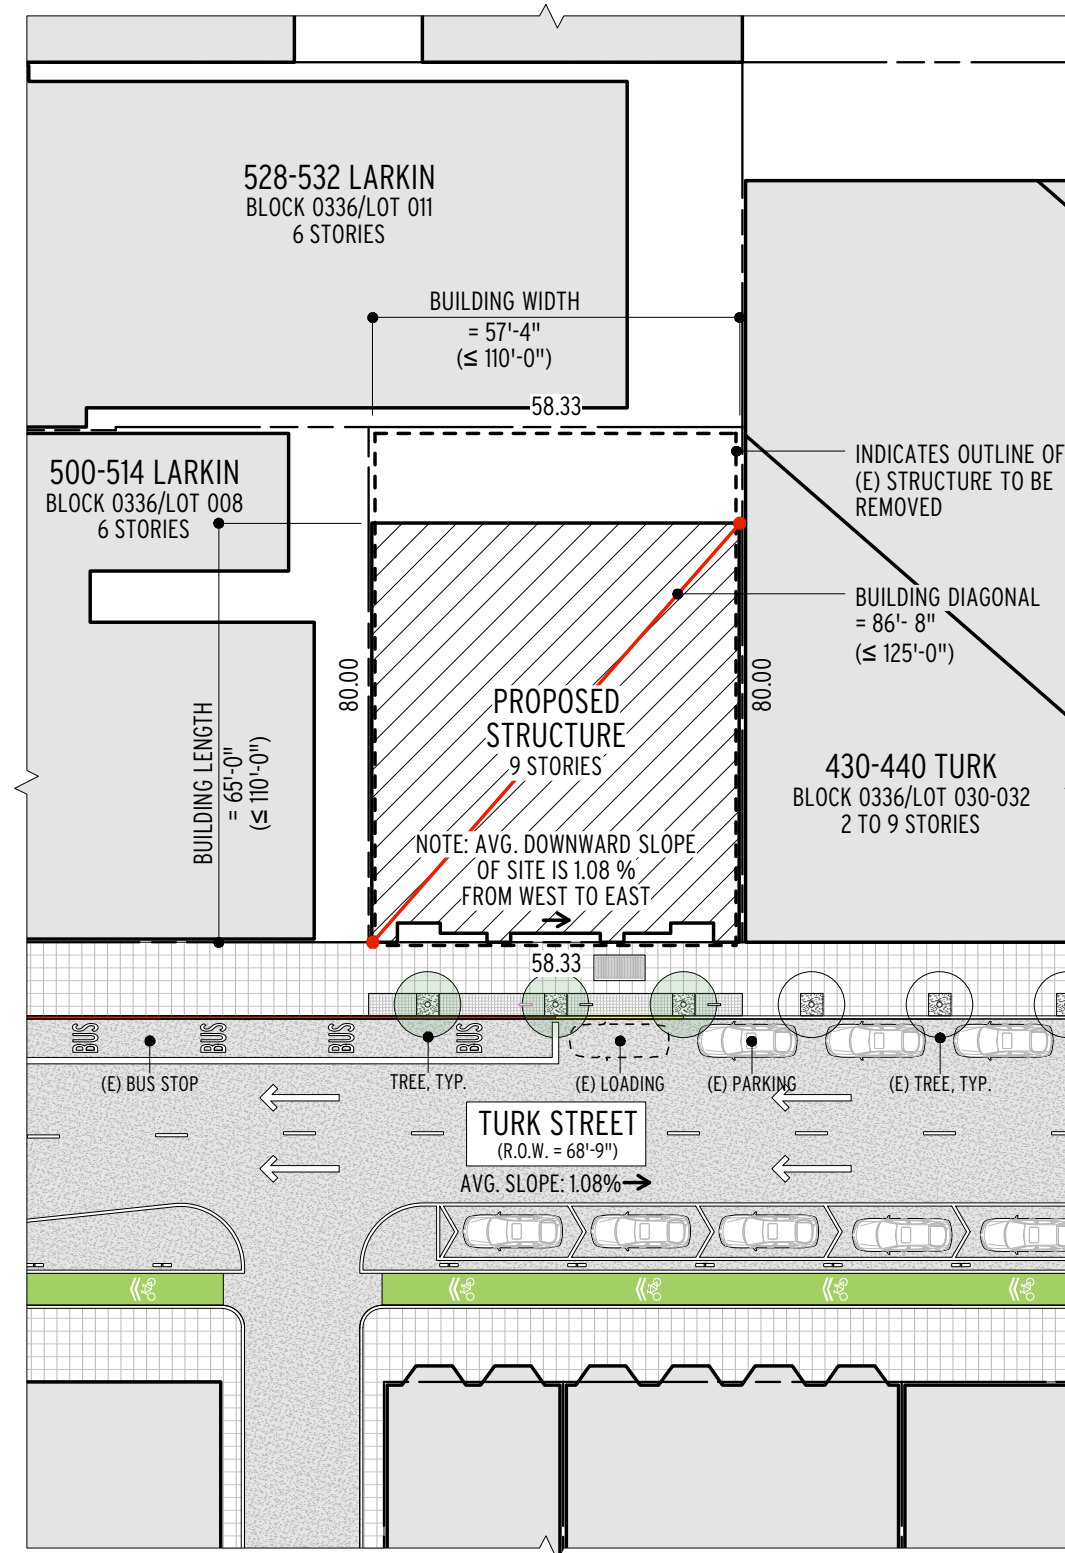 528-532 LARKIN
BLOCK 0336/LOT 011
6 STORIES
BUILDING WIDTH
= 57'-4"
(≤ 110'-0")
58.33
500-514 LARKIN
BLOCK 0336/LOT 008
6 STORIES
INDICATES OUTLINE OF
(E) STRUCTURE TO BE
REMOVED
BUILDING DIAGONAL
= 86'- 8"
(≤ 125'-0")
80.00
80.00
BUILDING LENGTH
= 65'-0"
(≤ 110'-0")
PROPOSED
STRUCTURE
9 STORIES
430-440 TURK
BLOCK 0336/LOT 030-032
2 TO 9 STORIES
NOTE: AVG. DOWNWARD SLOPE
OF SITE IS 1.08 %
FROM WEST TO EAST
58.33
BUS BUS BUS BUS
(E) BUS STOP
TREE, TYP.
(E) LOADING
(E) PARKING
(E) TREE, TYP.
TURK STREET
(R.O.W. = 68'-9")
AVG. SLOPE: 1.08%